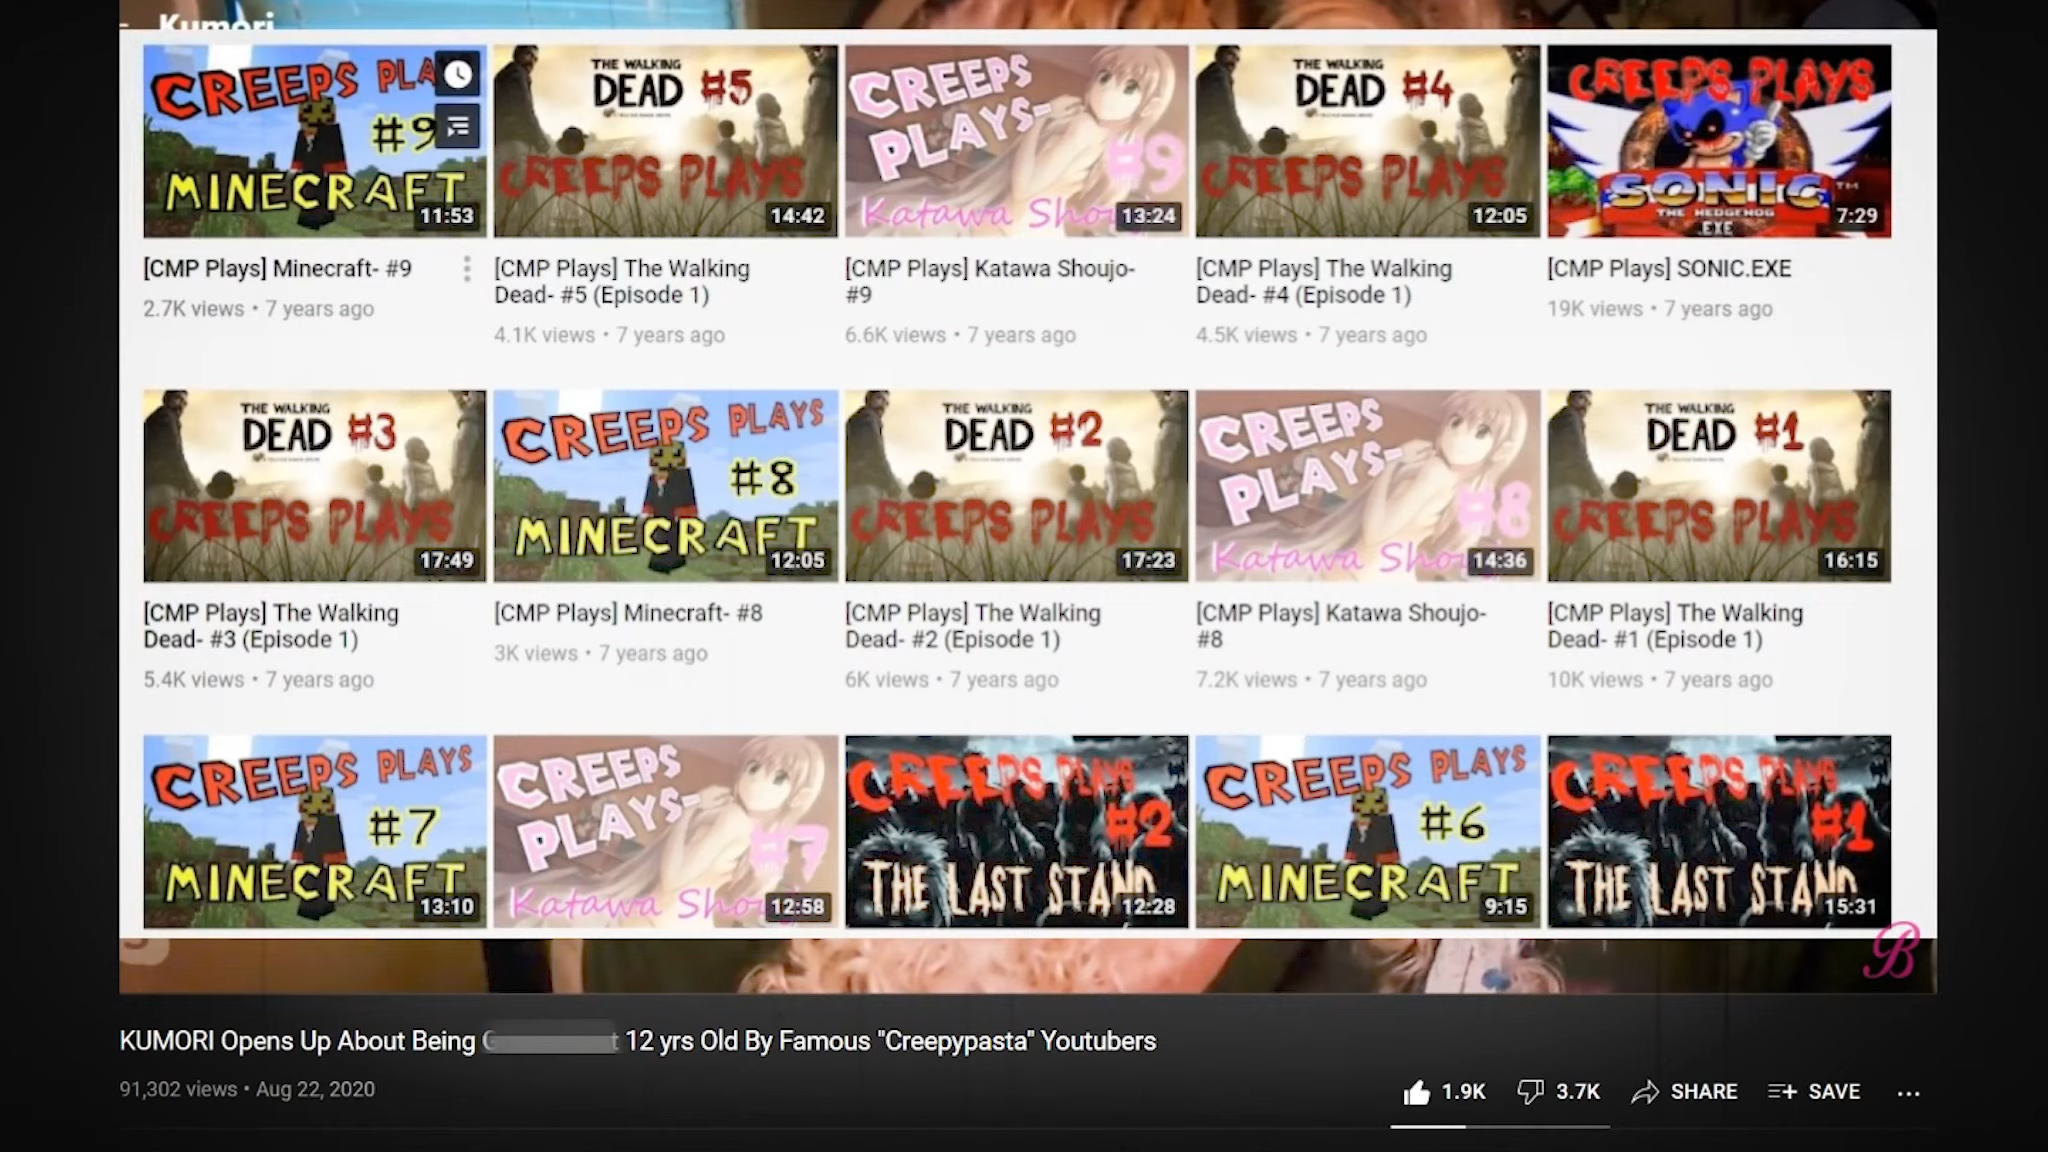 Kumori
CREEPS PLA
#9
MINECRAFT
11:53
THE WALKING
DEAD #5
CREEPS PLAYS
14:42
CREEPS
PLAYS-
#9
Katawa Sho
13:24
THE WALKING
DEAD #4
CREEPS PLAYS
12:05
CREEPS PLAYS
SONIC™
THE HEDGEHOG
.EXE
7:29
[CMP Plays] Minecraft- #9
2.7K views • 7 years ago
[CMP Plays] The Walking
Dead- #5 (Episode 1)
4.1K views • 7 years ago
[CMP Plays] Katawa Shoujo-
#9
6.6K views • 7 years ago
[CMP Plays] The Walking
Dead- #4 (Episode 1)
4.5K views • 7 years ago
[CMP Plays] SONIC.EXE
19K views • 7 years ago
THE WALKING
DEAD #3
CREEPS PLAYS
17:49
CREEPS PLAYS
#8
MINECRAFT
12:05
THE WALKING
DEAD #2
CREEPS PLAYS
17:23
CREEPS
PLAYS-
#8
Katawa Sho
14:36
THE WALKING
DEAD #1
CREEPS PLAYS
16:15
[CMP Plays] The Walking
Dead- #3 (Episode 1)
5.4K views • 7 years ago
[CMP Plays] Minecraft- #8
3K views • 7 years ago
[CMP Plays] The Walking
Dead- #2 (Episode 1)
6K views • 7 years ago
[CMP Plays] Katawa Shoujo-
#8
7.2K views • 7 years ago
[CMP Plays] The Walking
Dead- #1 (Episode 1)
10K views • 7 years ago
CREEPS PLAYS
#7
MINECRAFT
13:10
CREEPS
PLAYS-
#7
Katawa Sho
12:58
CREEPS PLAYS
#2
THE LAST STAND
12:28
CREEPS PLAYS
#6
MINECRAFT
9:15
CREEPS PLAYS
#1
THE LAST STAND
15:31
B
KUMORI Opens Up About Being G t 12 yrs Old By Famous "Creepypasta" Youtubers
91,302 views • Aug 22, 2020
1.9K
3.7K
SHARE
SAVE